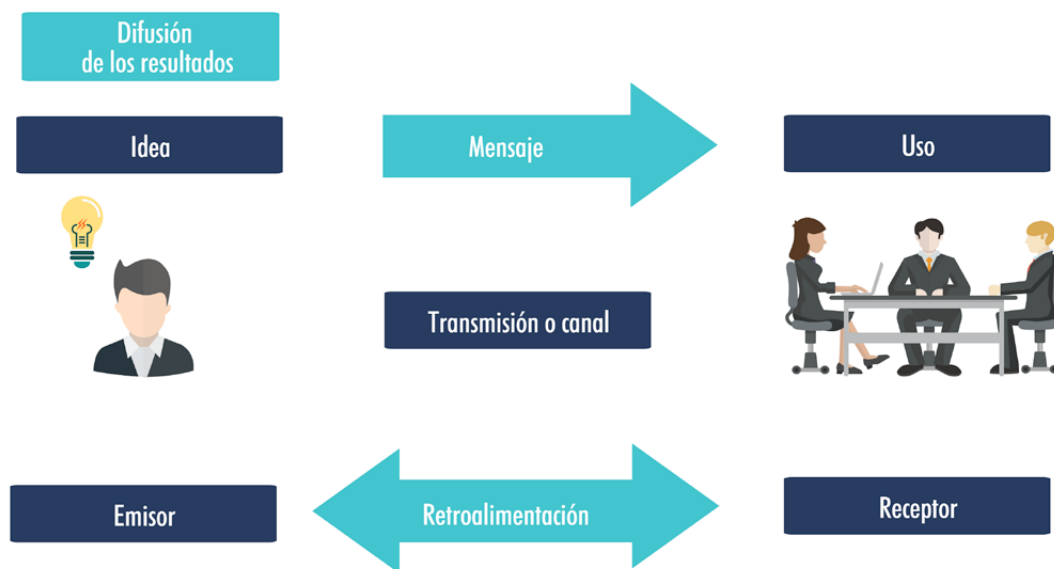 Difusión
de los resultados
Idea
Mensaje
Uso
Transmisión o canal
Emisor
Retroalimentación
Receptor